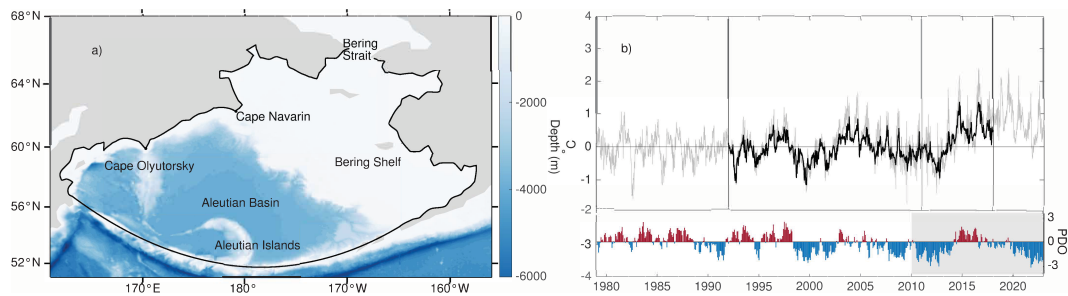 68°N
64°N
60°N
56°N
52°N
a)
Bering
Strait
Cape Navarin
Cape Olyutorsky
Bering Shelf
Aleutian Basin
Aleutian Islands
170°E
180°W
170°W
160°W
0
-2000
-4000
-6000
Depth (m)
b)
4
3
2
1
0
-1
-2
-3
-4
°C
3
0
-3
PDO
1980
1985
1990
1995
2000
2005
2010
2015
2020